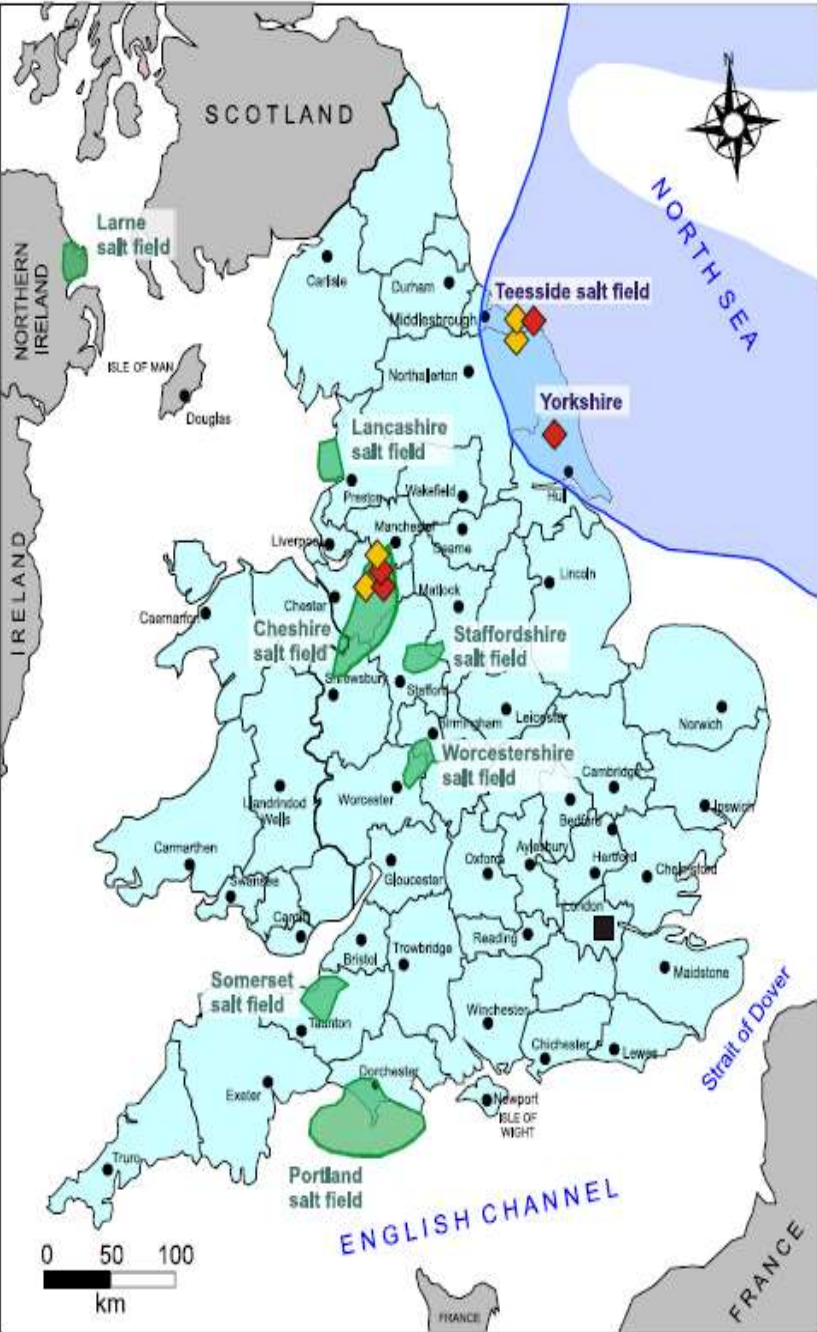 N
SCOTLAND
NORTH SEA
Larne
salt field
NORTHERN
IRELAND
Carlisle
Durham
Teesside salt field
Middlesbrough
ISLE OF MAN
Northallerton
Douglas
Yorkshire
Lancashire
salt field
Preston
Wakefield
Hull
Manchester
Liverpool
Lincoln
IRELAND
Chester
Matlock
Caernarfon
Cheshire
salt field
Staffordshire
salt field
Shrewsbury
Stafford
Leicester
Norwich
Birmingham
Worcestershire
salt field
Cambridge
Worcester
Llandrindod
Wells
Bedford
Ipswich
Carmarthen
Aylesbury
Oxford
Hertford
Chelmsford
Gloucester
Swansea
London
Cardiff
Reading
Bristol
Trowbridge
Maidstone
Somerset
salt field
Winchester
Taunton
Strait of Dover
Chichester
Lewes
Dorchester
Exeter
Newport
ISLE OF
WIGHT
Truro
Portland
salt field
ENGLISH CHANNEL
0 50 100
km
FRANCE
FRANCE